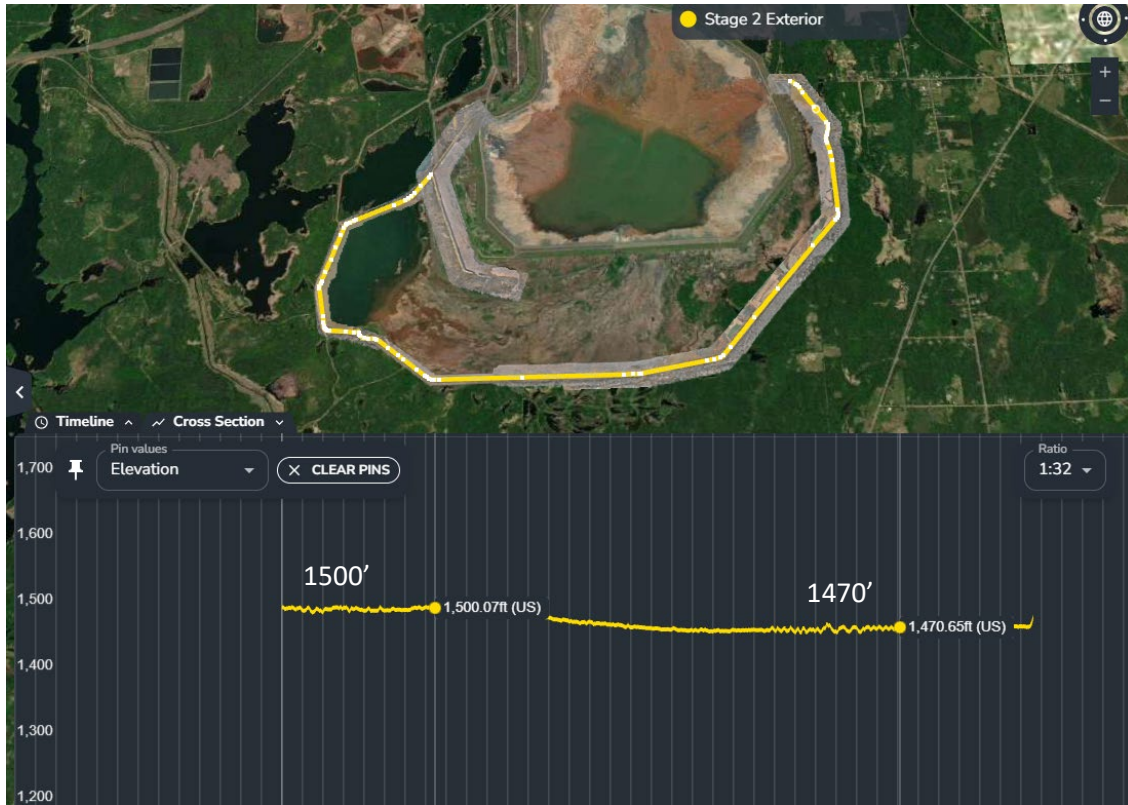 Stage 2 Exterior
+
−
Timeline
Cross Section
Pin values
Elevation
CLEAR PINS
Ratio
1:32
1,700
1,600
1,500
1,400
1,300
1,200
1500’
1,500.07ft (US)
1470’
1,470.65ft (US)